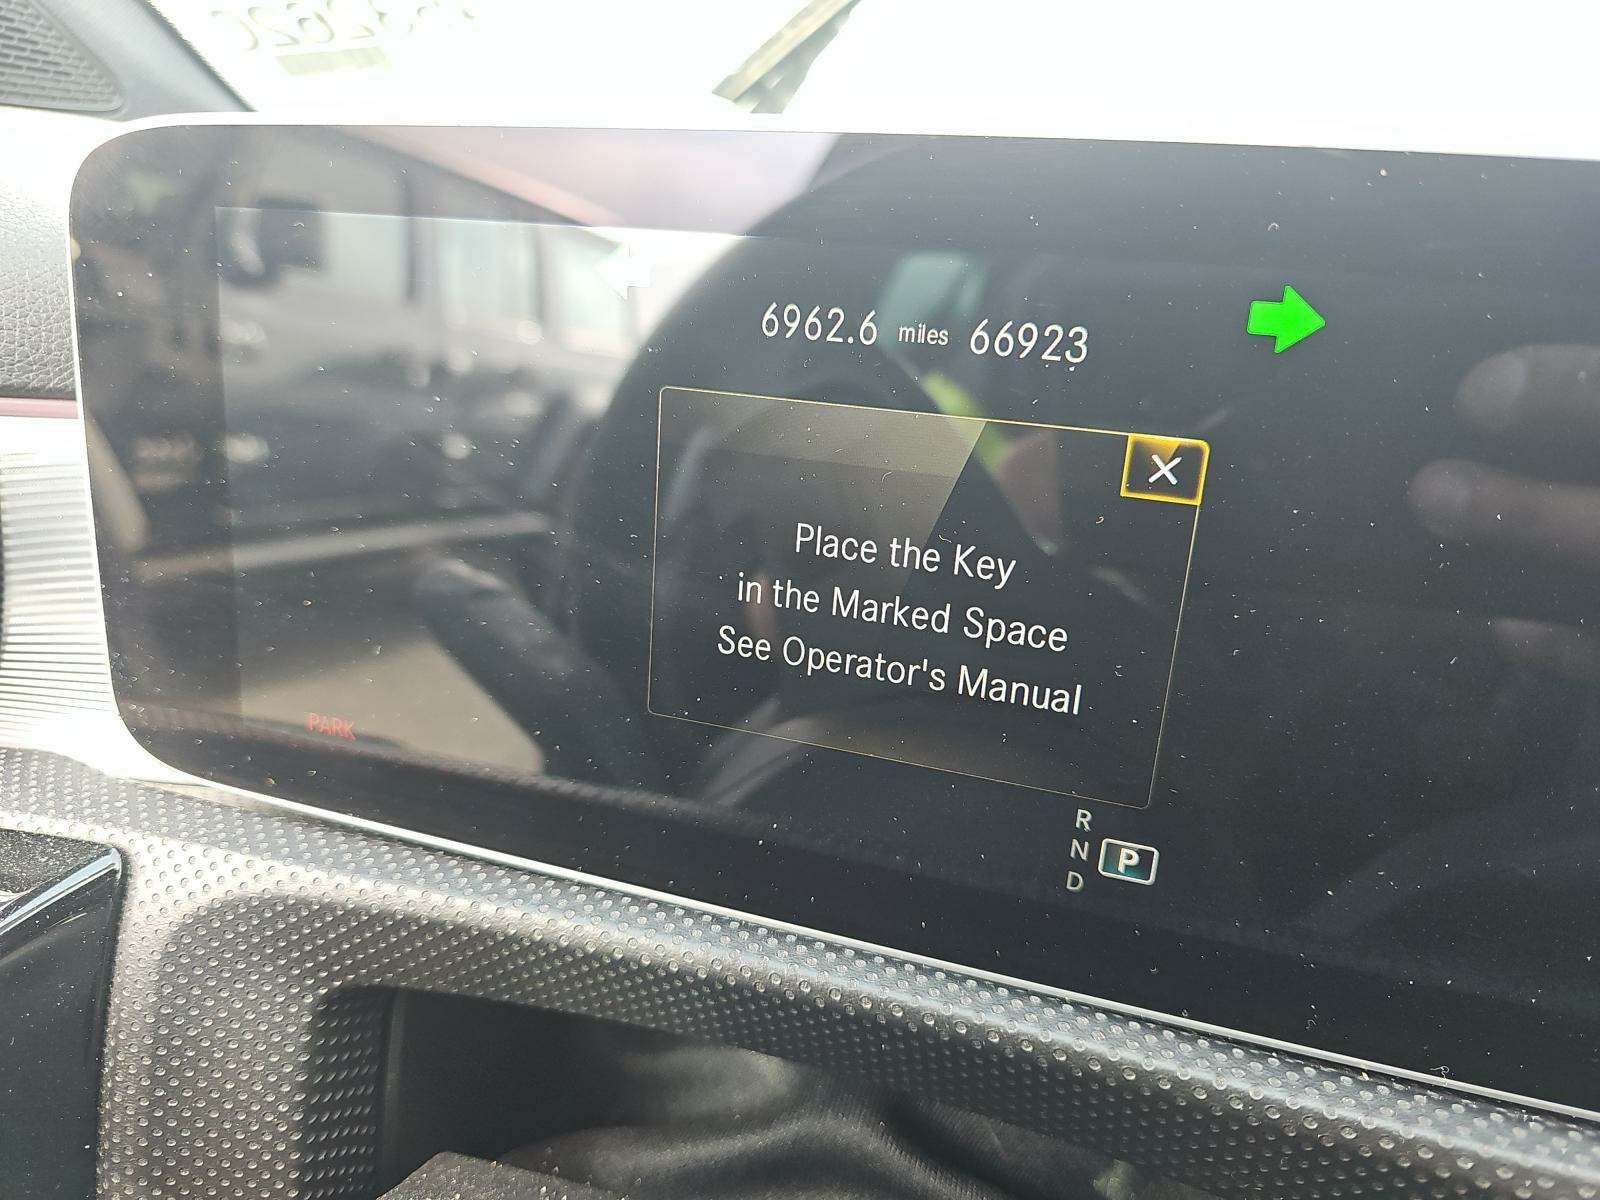 6962.6 miles 66923
Place the Key
in the Marked Space
See Operator's Manual
PARK
R
N P
D